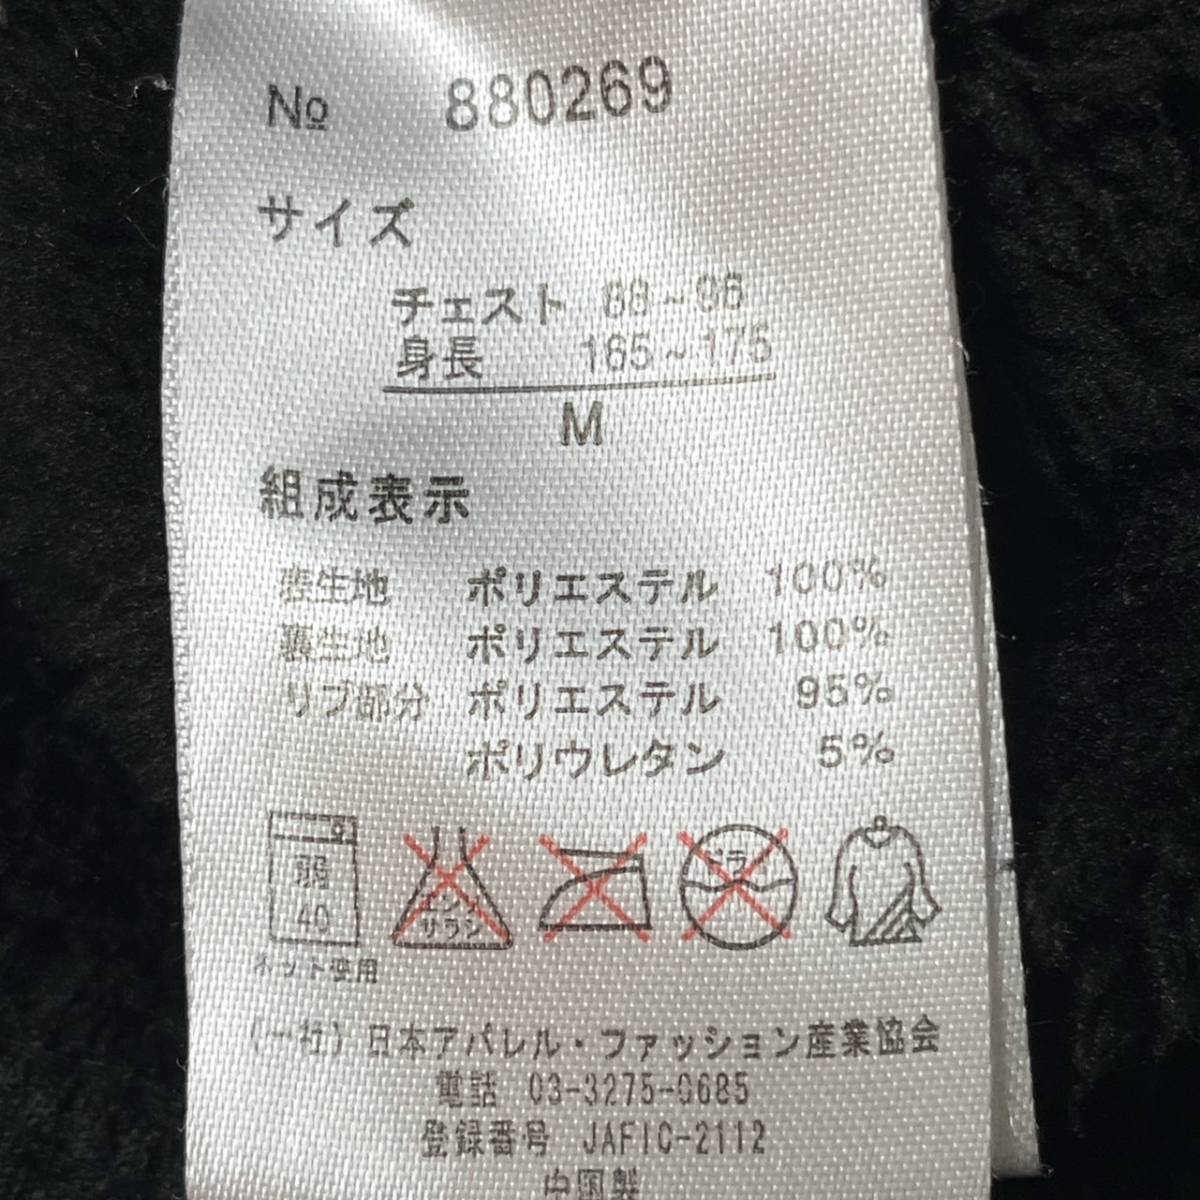 № 880269
サイズ
チェスト 88～96
身長 165～175
M
組成表示
表生地 ポリエステル 100%
裏生地 ポリエステル 100%
リブ部分 ポリエステル 95%
ポリウレタン 5%
弱
40
エンソ
サラシ
ドライ
ネット使用
(一社) 日本アパレル・ファッション産業協会
電話 03-3275-0685
登録番号 JAFIC-2112
中国製